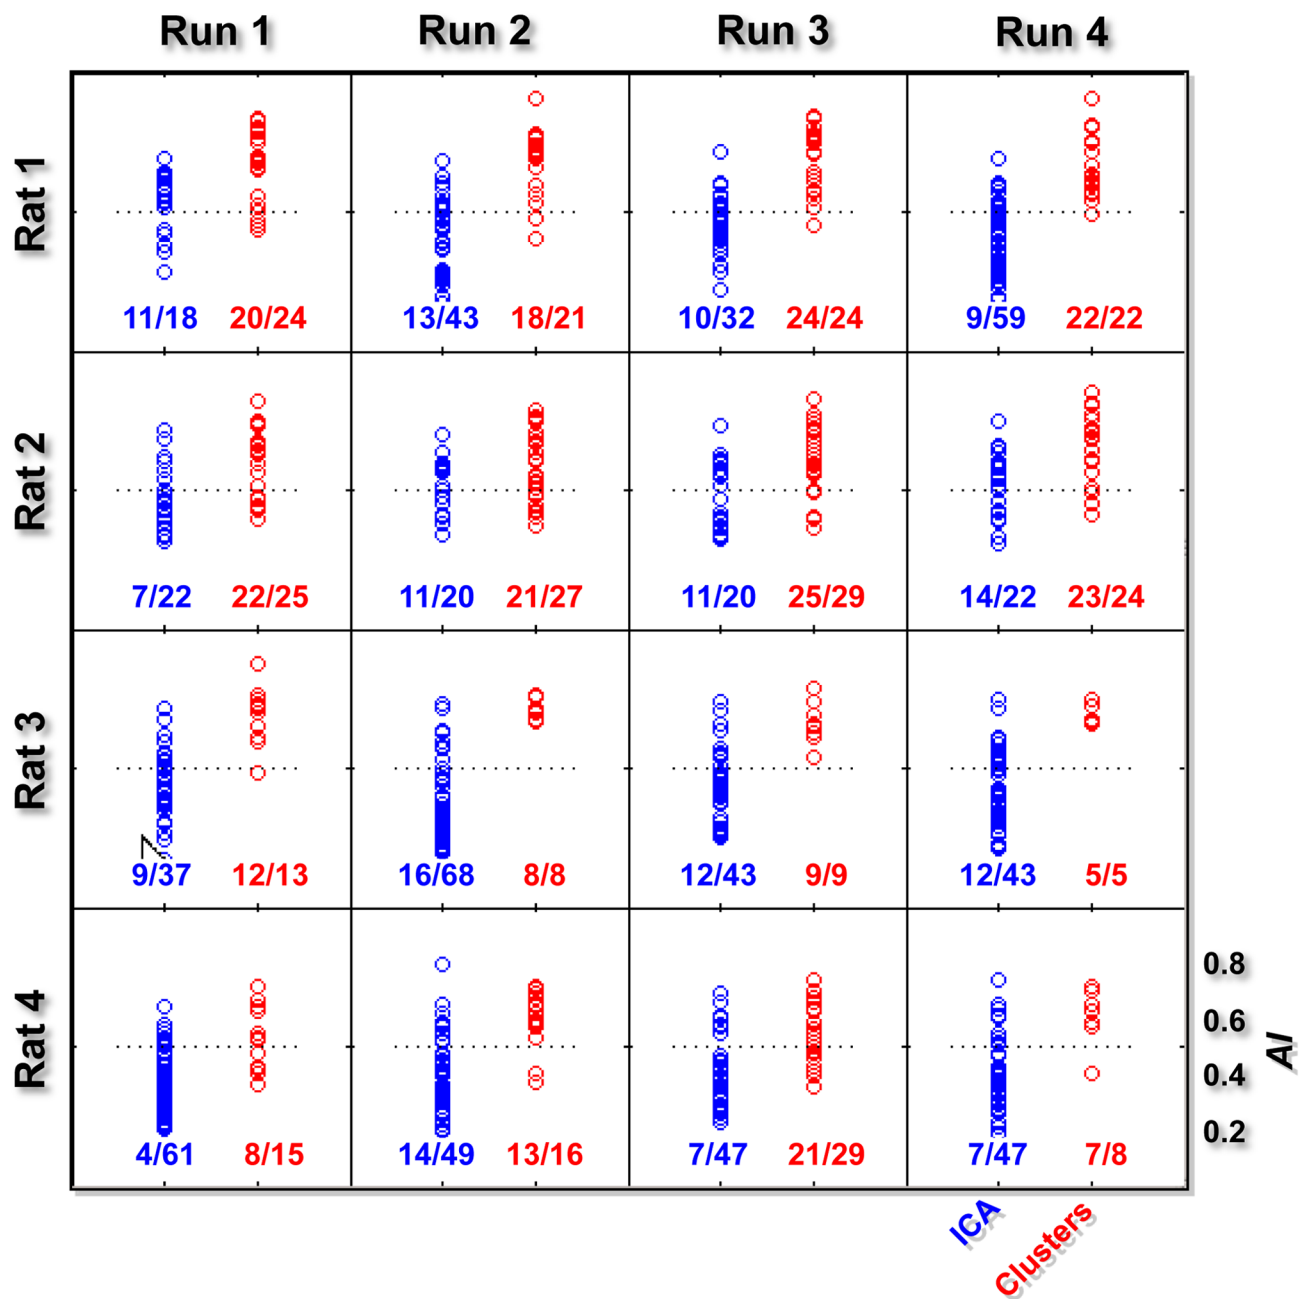 Run 1 Run 2 Run 3 Run 4
Rat 1
11/18 20/24 13/43 18/21 10/32 24/24 9/59 22/22
Rat 2
7/22 22/25 11/20 21/27 11/20 25/29 14/22 23/24
Rat 3
9/37 12/13 16/68 8/8 12/43 9/9 12/43 5/5
Rat 4
4/61 8/15 14/49 13/16 7/47 21/29 7/47 7/8
0.8
0.6
0.4
0.2
AI
ICA
Clusters